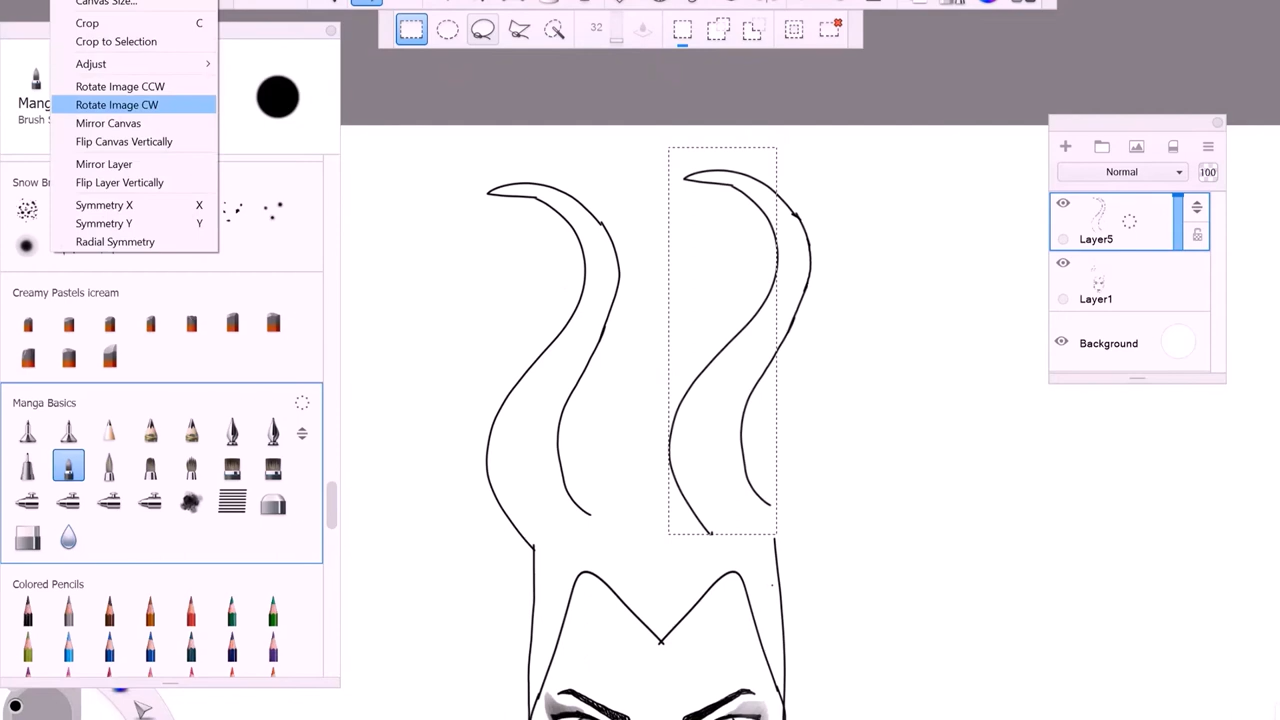 Canvas Size...
Crop C
Crop to Selection
Adjust
Rotate Image CCW
Rotate Image CW
Mirror Canvas
Flip Canvas Vertically
Mirror Layer
Flip Layer Vertically
Symmetry X X
Symmetry Y Y
Radial Symmetry
32
Mang
Brush S
Snow Br
Creamy Pastels icream
Manga Basics
Colored Pencils
Normal 100
Layer5
Layer1
Background